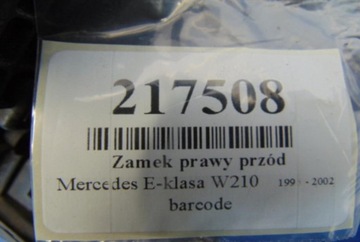 217508
Zamek prawy przód
Mercedes E-klasa W210 199 -2002
barcode